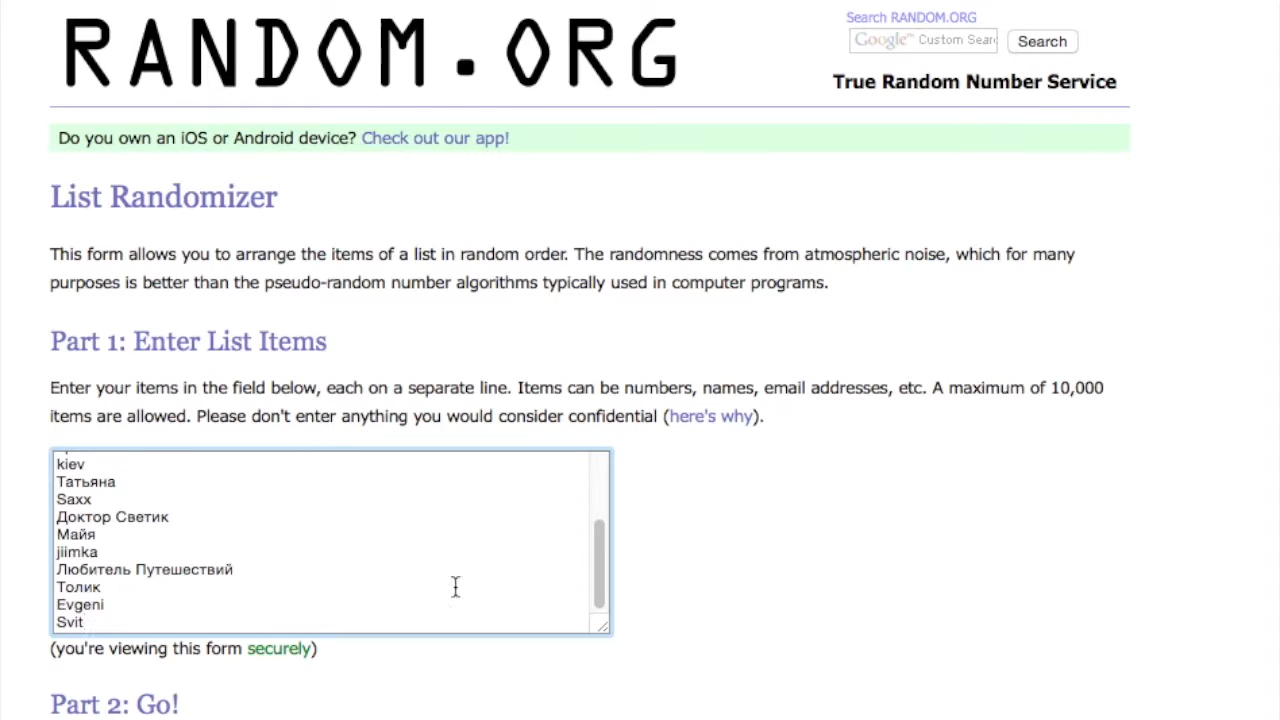 RANDOM.ORG
Search RANDOM.ORG
Google™ Custom Sear
Search
True Random Number Service
Do you own an iOS or Android device? Check out our app!
List Randomizer
This form allows you to arrange the items of a list in random order. The randomness comes from atmospheric noise, which for many
purposes is better than the pseudo-random number algorithms typically used in computer programs.
Part 1: Enter List Items
Enter your items in the field below, each on a separate line. Items can be numbers, names, email addresses, etc. A maximum of 10,000
items are allowed. Please don't enter anything you would consider confidential (here's why).
kiev
Татьяна
Saxx
Доктор Светик
Майя
jiimka
Любитель Путешествий
Толик
Evgeni
Svit
(you're viewing this form securely)
Part 2: Go!